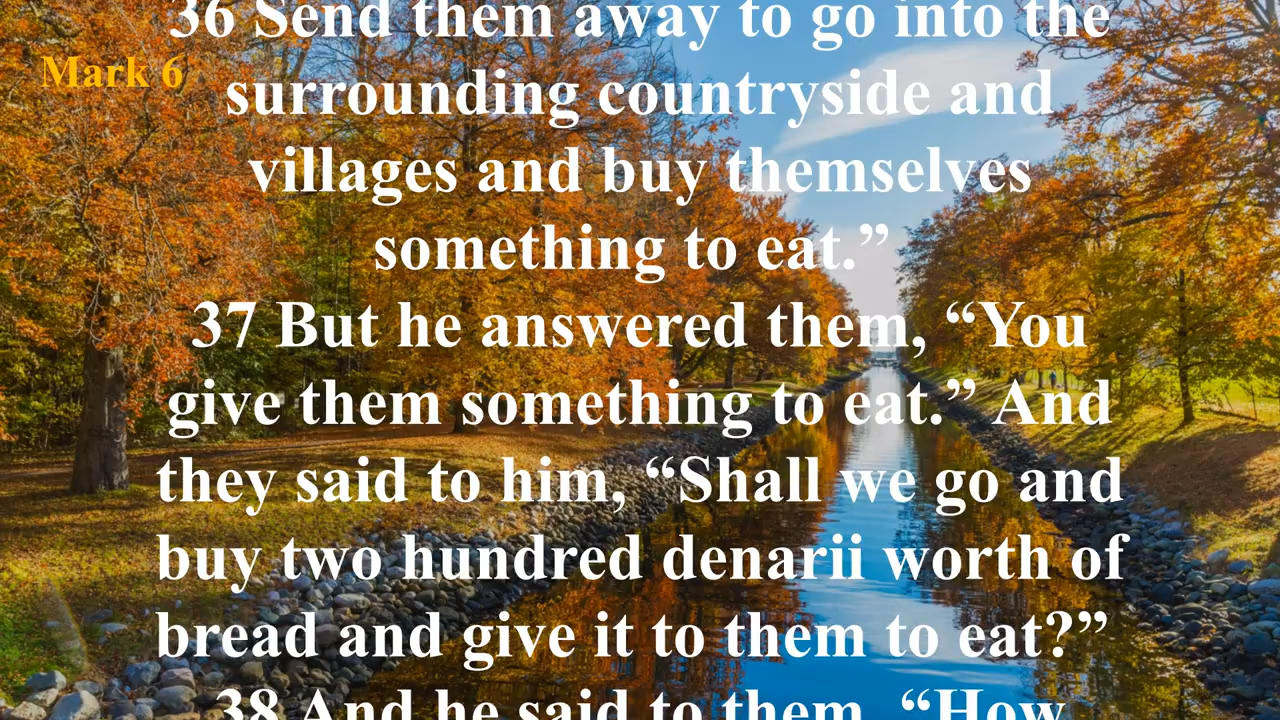 36 Send them away to go into the
Mark 6
surrounding countryside and
villages and buy themselves
something to eat.”
37 But he answered them, “You
give them something to eat.” And
they said to him, “Shall we go and
buy two hundred denarii worth of
bread and give it to them to eat?”
38 And he said to them, “How